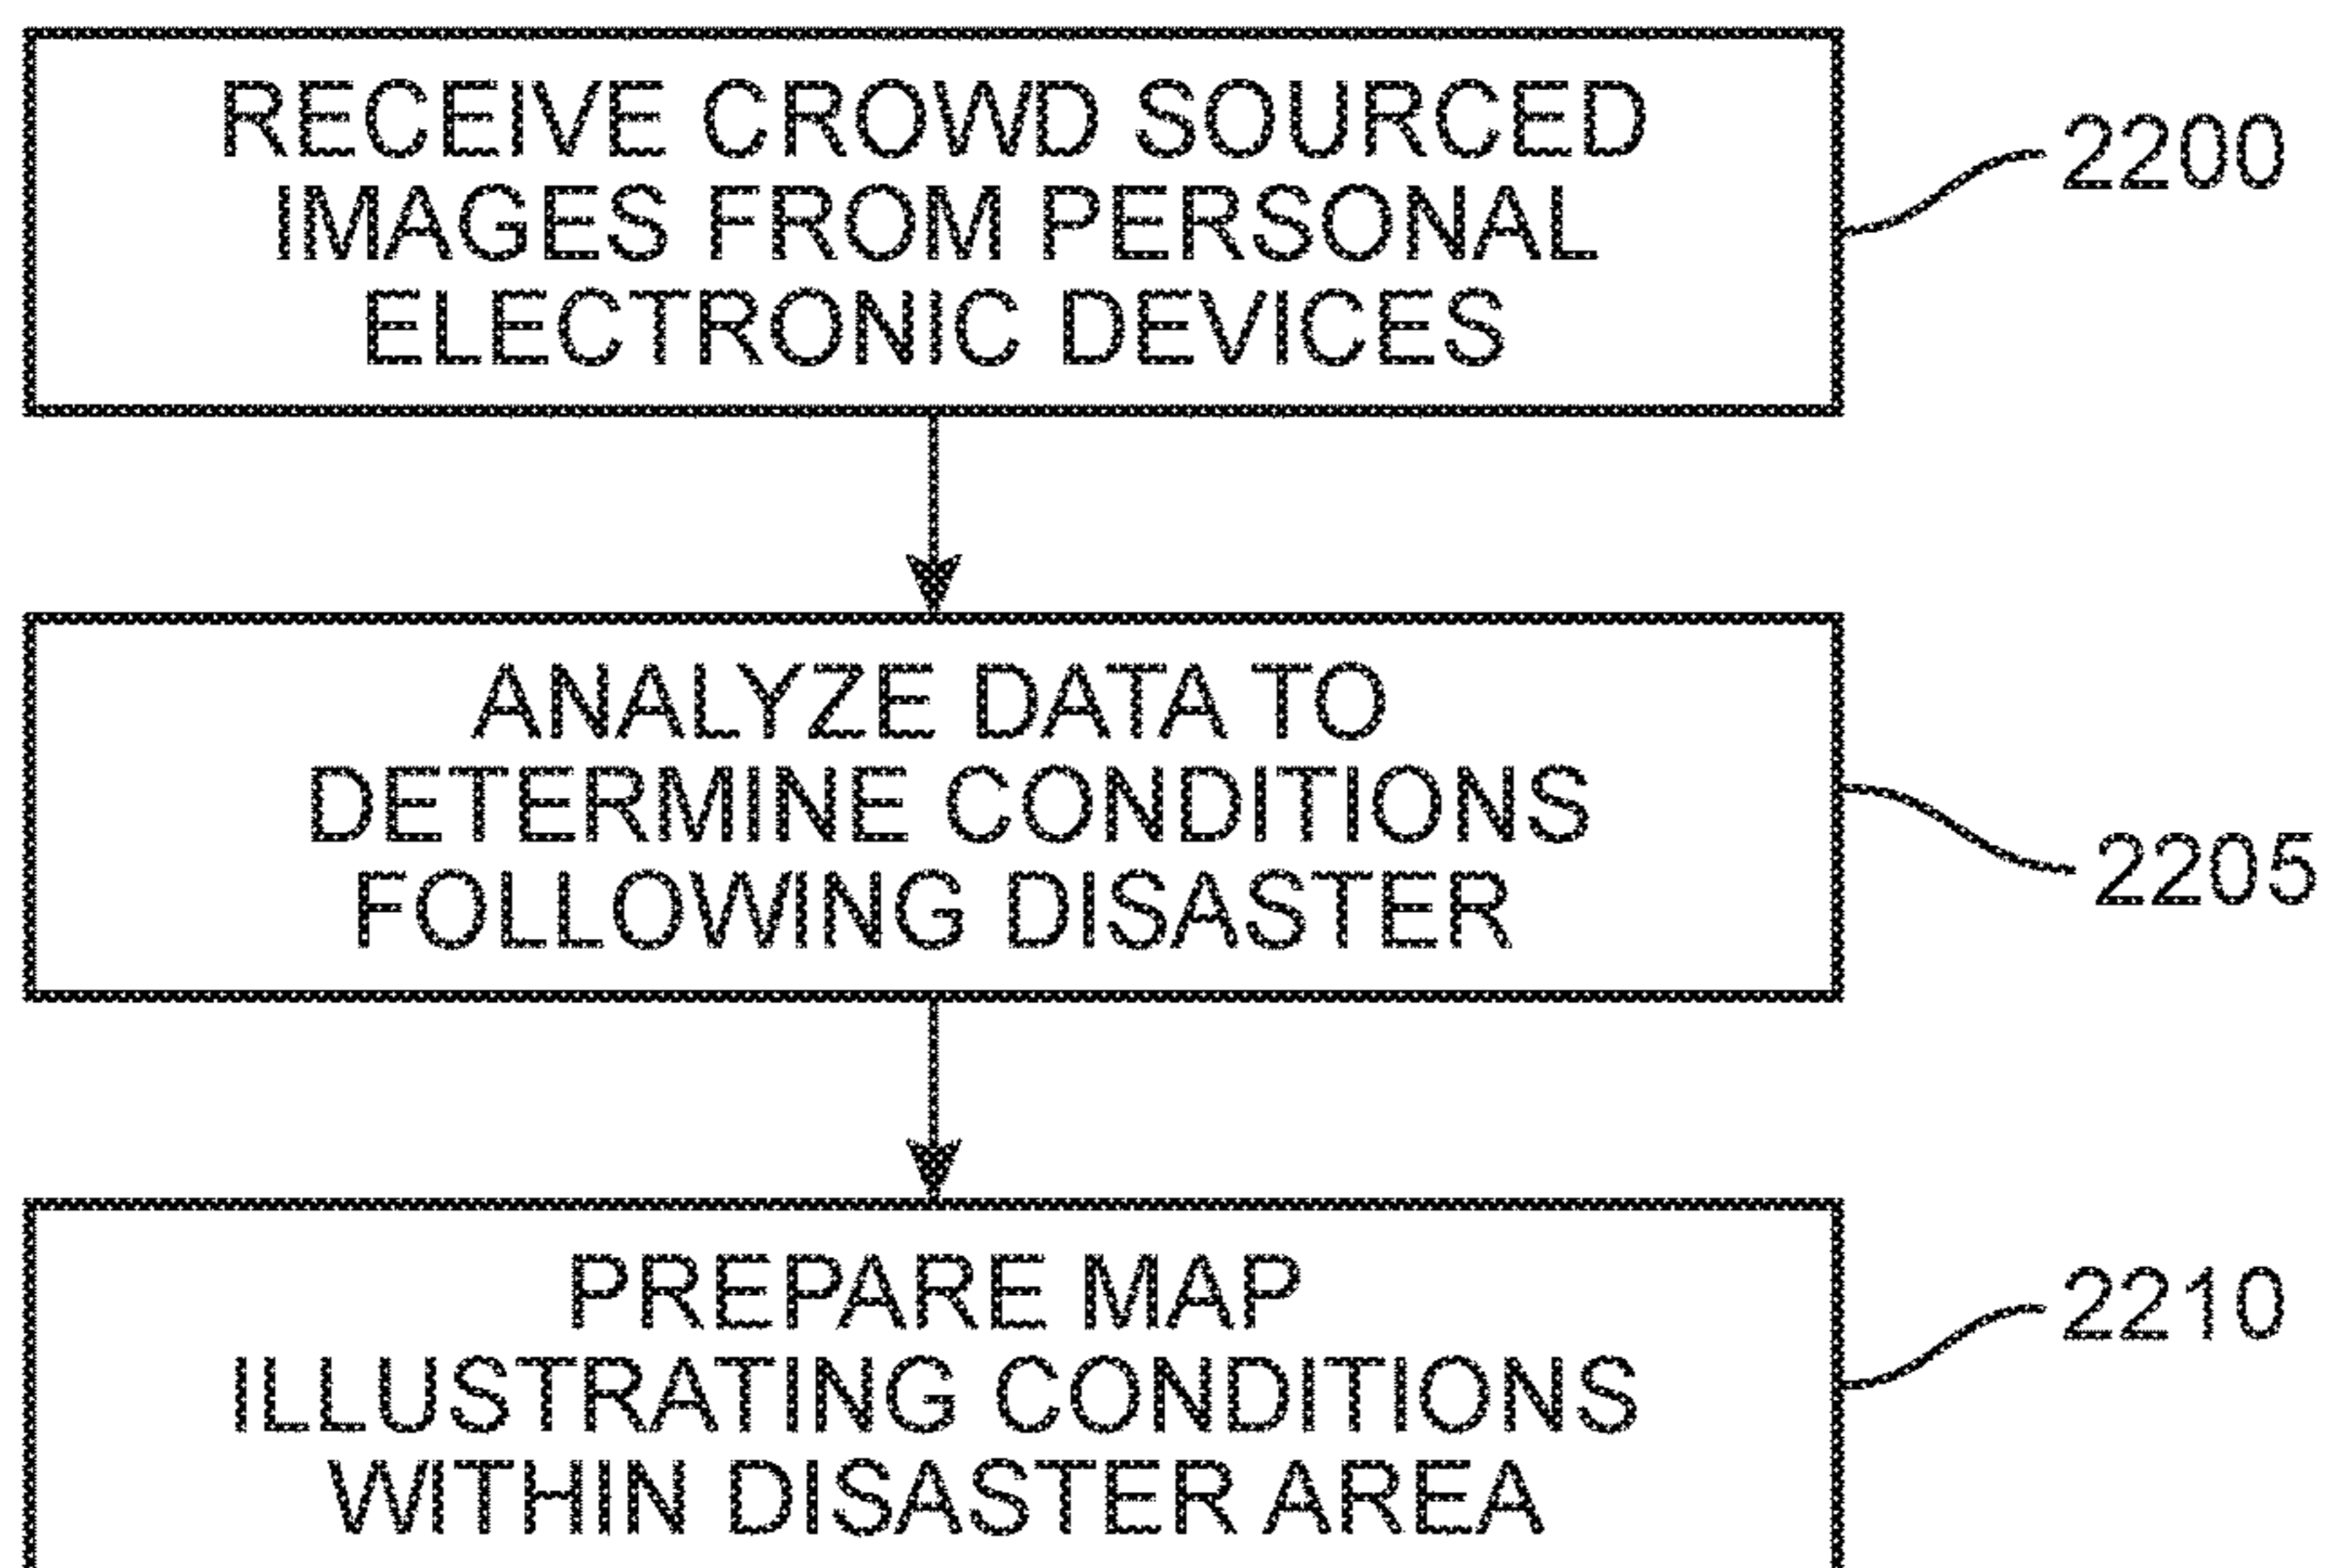 RECEIVE CROWD SOURCED
IMAGES FROM PERSONAL
ELECTRONIC DEVICES
2200
ANALYZE DATA TO
DETERMINE CONDITIONS
FOLLOWING DISASTER
2205
PREPARE MAP
ILLUSTRATING CONDITIONS
WITHIN DISASTER AREA
2210